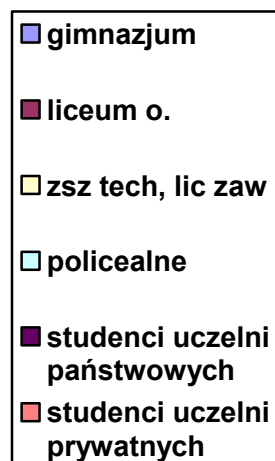 gimnazjum
liceum o.
zsz tech, lic zaw
policealne
studenci uczelni
państwowych
studenci uczelni
prywatnych